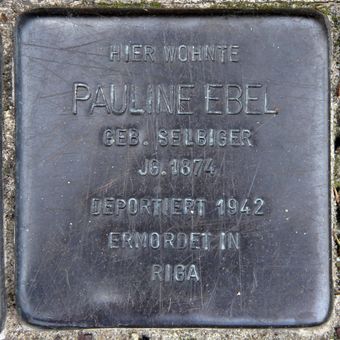 HIER WOHNTE
PAULINE EBEL
GEB. SELBIGER
JG. 1874
DEPORTIERT 1942
ERMORDET IN
RIGA